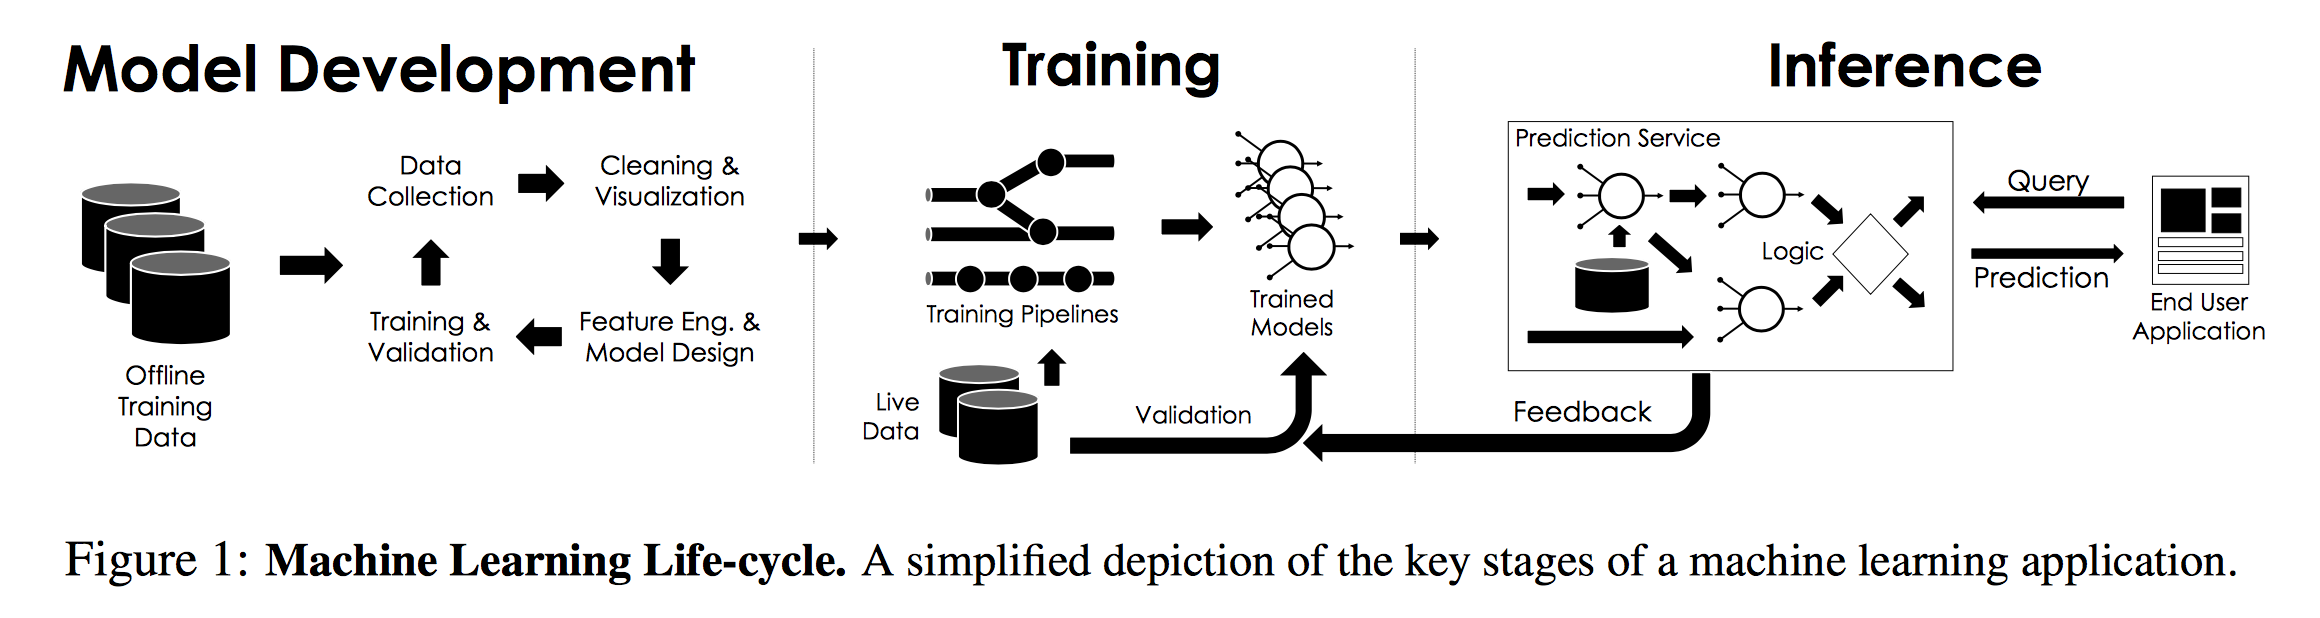 Model Development
Training
Inference
Data
Collection
Cleaning &
Visualization
Training &
Validation
Feature Eng. &
Model Design
Offline
Training
Data
Training Pipelines
Trained
Models
Live
Data
Validation
Prediction Service
Logic
Feedback
Query
Prediction
End User
Application
Figure 1: Machine Learning Life-cycle. A simplified depiction of the key stages of a machine learning application.